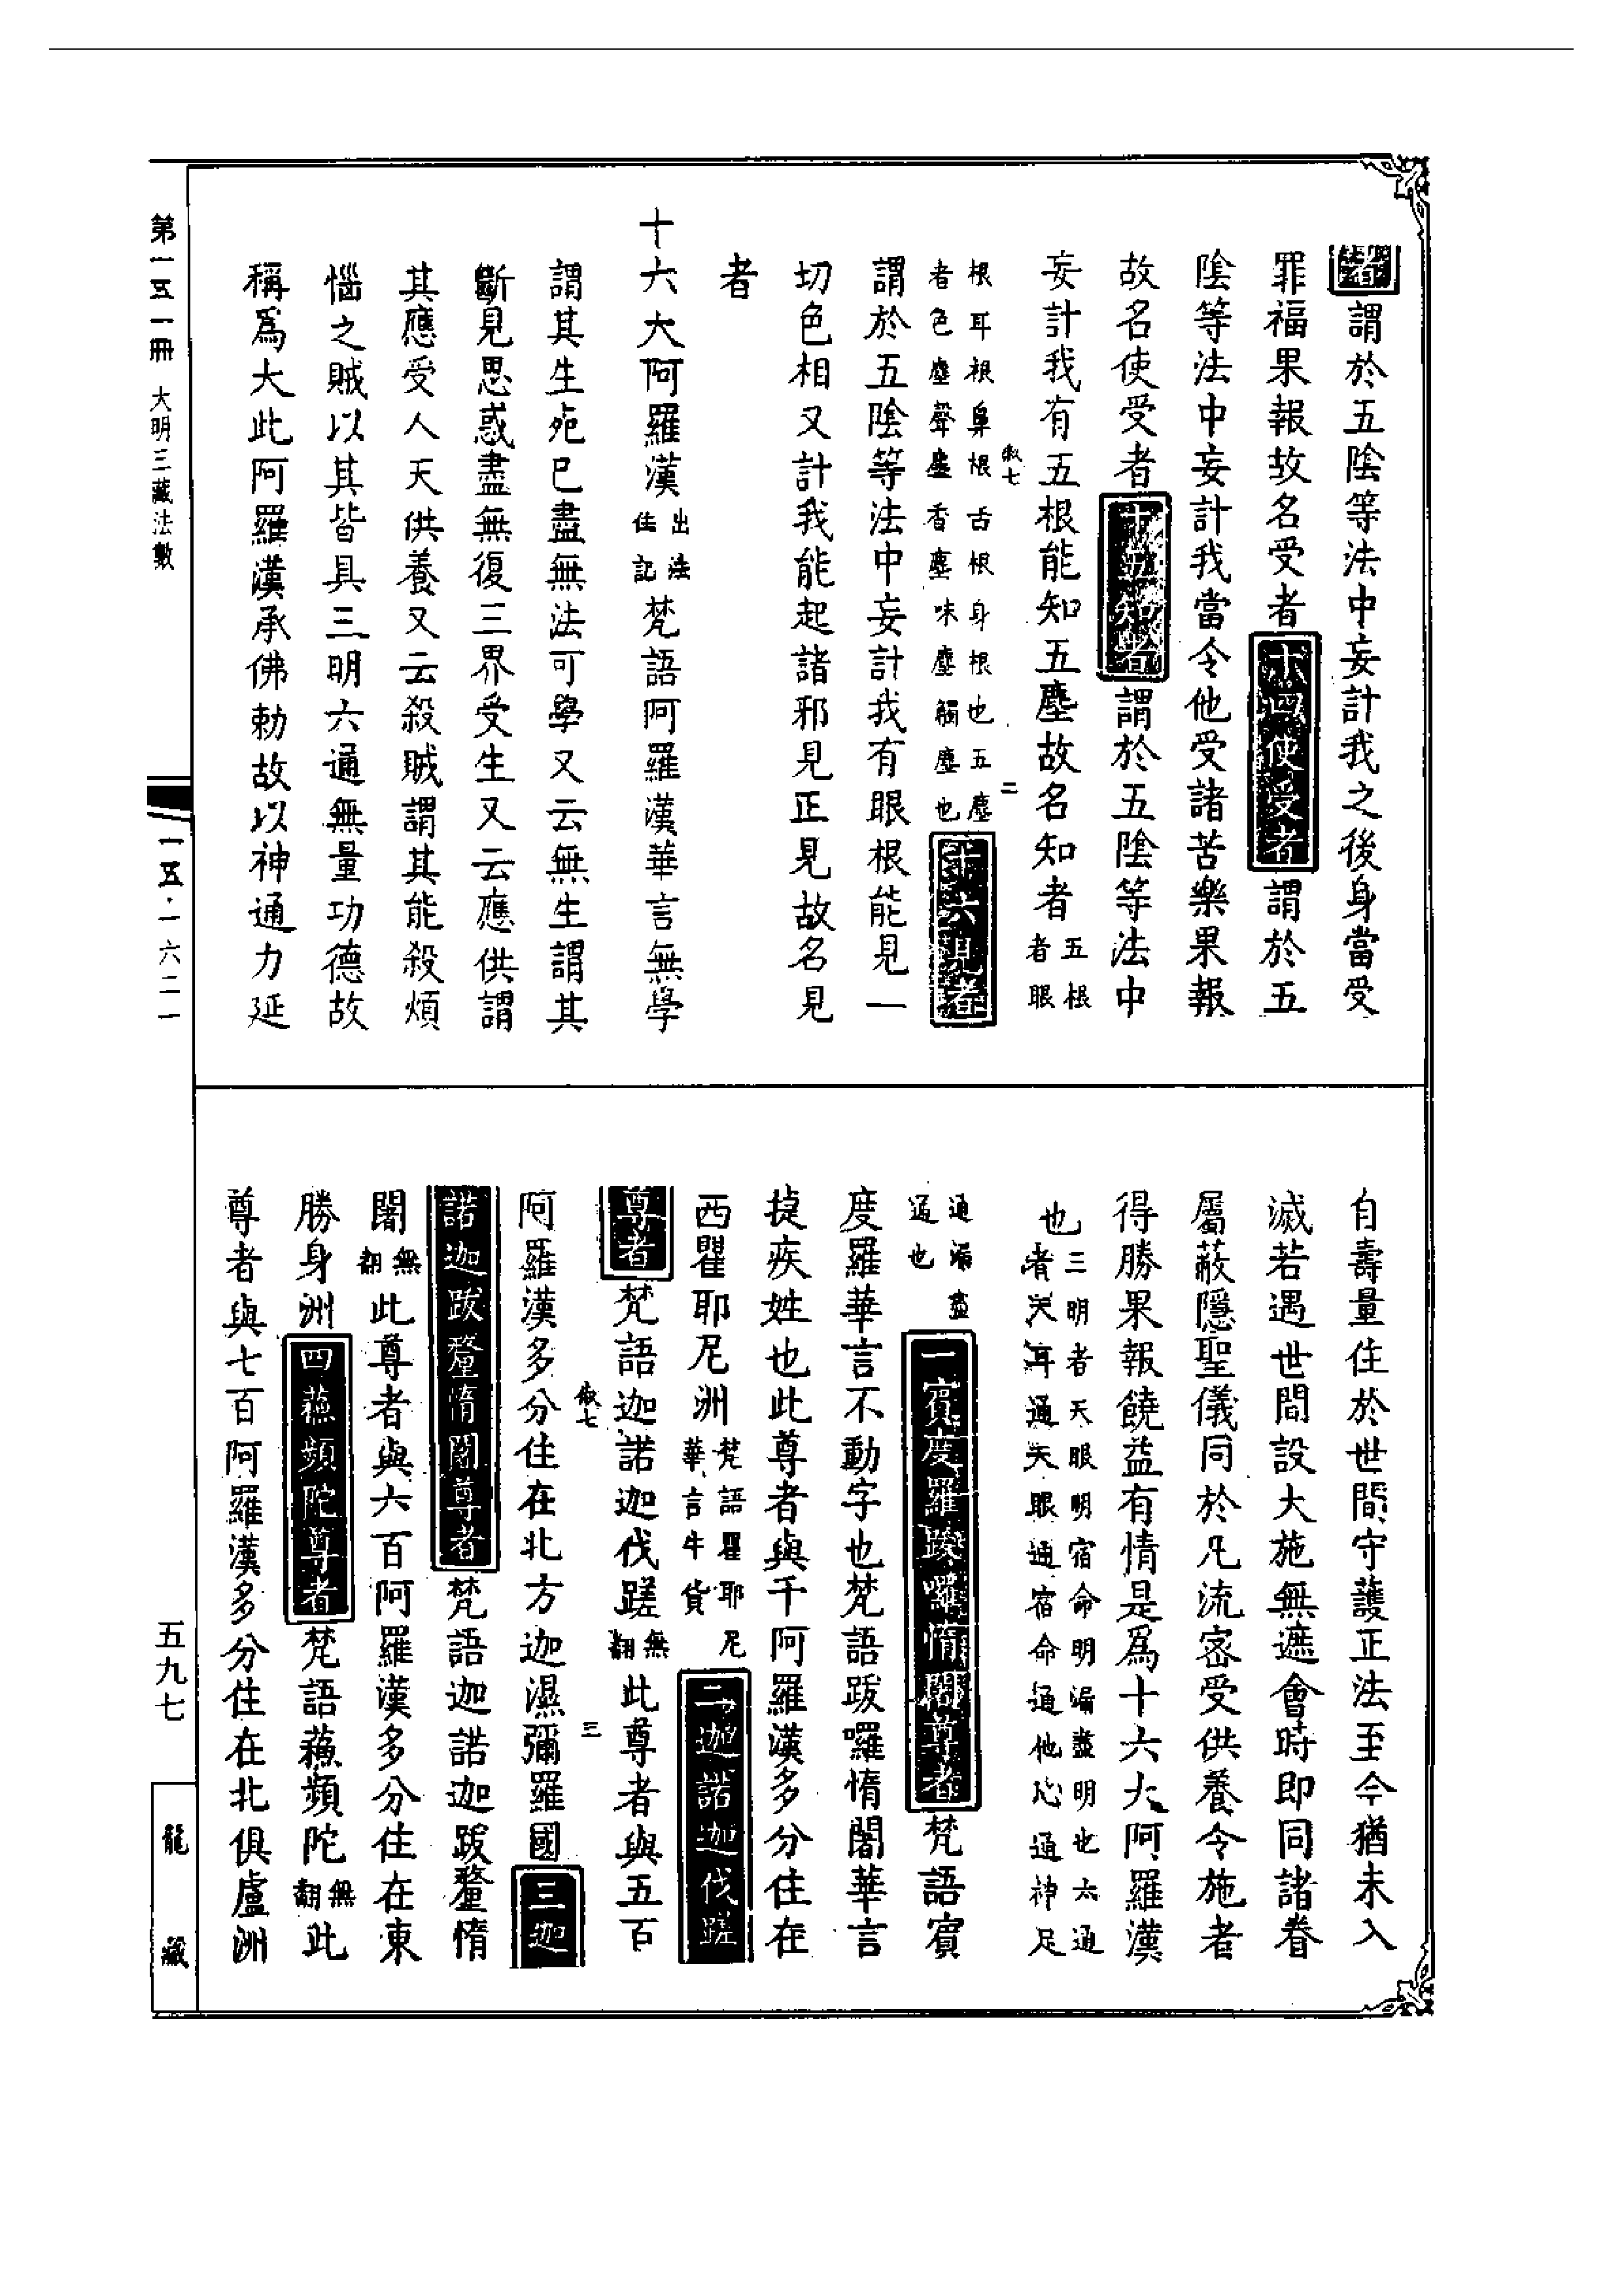 者謂於五陰等法中妄計我之後身當受
罪福果報故名受者十四使受者謂於五
陰等法中妄計我當令他受諸苦樂果報
故名使受者十五知者謂於五陰等法中
妄計我有五根能知五塵故名知者五根者眼
根耳根鼻根舌根身根也五塵
者色塵聲塵香塵味塵觸塵也十六見者
謂於五陰等法中妄計我有眼根能見一
切色相又計我能起諸邪見正見故名見
者
十六大阿羅漢出法住記梵語阿羅漢華言無學
謂其生死已盡無法可學又云無生謂其
斷見思惑盡無復三界受生又云應供謂
其應受人天供養又云殺賊謂其能殺煩
惱之賊以其皆具三明六通無量功德故
稱爲大此阿羅漢承佛勅故以神通力延
自壽量住於世間守護正法至今猶未入
滅若遇世間設大施無遮會時即同諸眷
屬蔽隱聖儀同於凡流密受供養令施者
得勝果報饒益有情是爲十六大阿羅漢
也三明者天眼明宿命明漏盡明也六通
者天耳通天眼通宿命通他心通神足
通漏盡
通也一賓度羅跋囉惰闍尊者梵語賓
度羅華言不動字也梵語跋囉惰闍華言
捷疾姓也此尊者與千阿羅漢多分住在
西瞿耶尼洲梵語瞿耶尼華言牛貨二迦諾迦伐蹉
尊者梵語迦諾迦伐蹉無翻此尊者與五百
阿羅漢多分住在北方迦濕彌羅國三迦
諾迦跋釐惰闍尊者梵語迦諾迦跋釐惰
闍無翻此尊者與六百阿羅漢多分住在東
勝身洲四蘇頻陀尊者梵語蘇頻陀無翻此
尊者與七百阿羅漢多分住在北俱盧洲
第一五一冊 大明三藏法數
一五·一六二一
五九七
龍藏